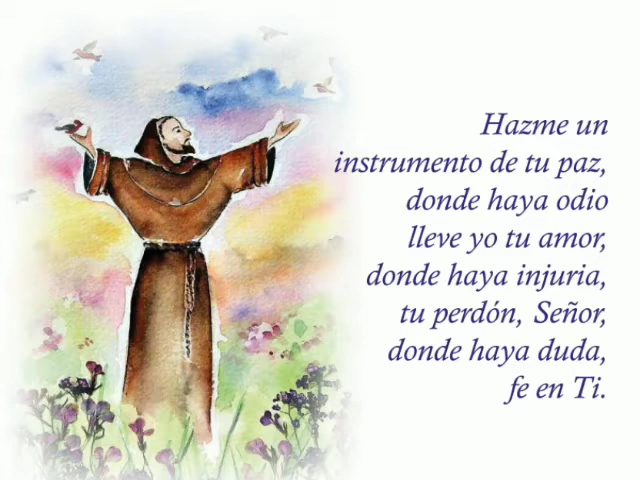 Hazme un
instrumento de tu paz,
donde haya odio
lleve yo tu amor,
donde haya injuria,
tu perdón, Señor,
donde haya duda,
fe en Ti.